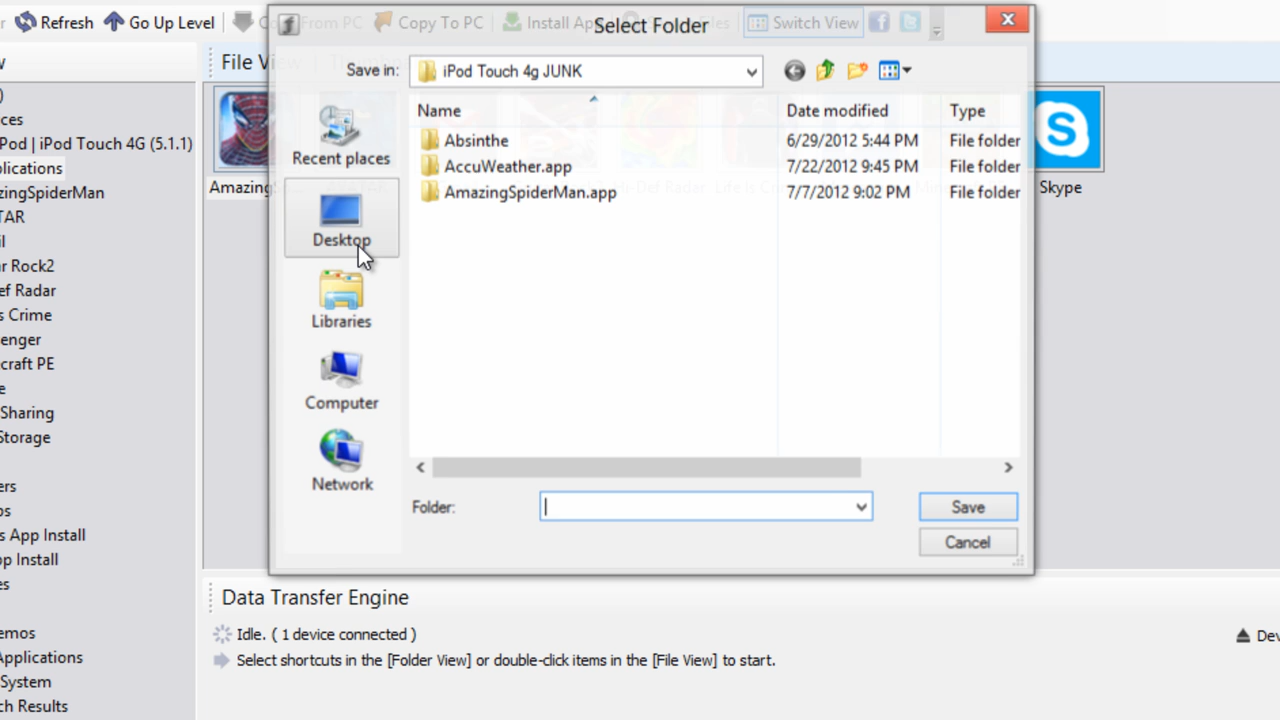 Refresh Go Up Level Copy To PC Install App Switch View
Select Folder
File View
Save in: iPod Touch 4g JUNK
Name Date modified Type
Absinthe 6/29/2012 5:44 PM File folder
AccuWeather.app 7/22/2012 9:45 PM File folder
AmazingSpiderMan.app 7/7/2012 9:02 PM File folder
Recent places
Desktop
Libraries
Computer
Network
Folder:
Save
Cancel
Skype
Pod | iPod Touch 4G (5.1.1)
plications
zingSpiderMan
TAR
r Rock2
ef Radar
s Crime
enger
craft PE
Sharing
Storage
ers
s App Install
p Install
emos
Applications
System
ch Results
Data Transfer Engine
Idle. ( 1 device connected )
Select shortcuts in the [Folder View] or double-click items in the [File View] to start.
Dev